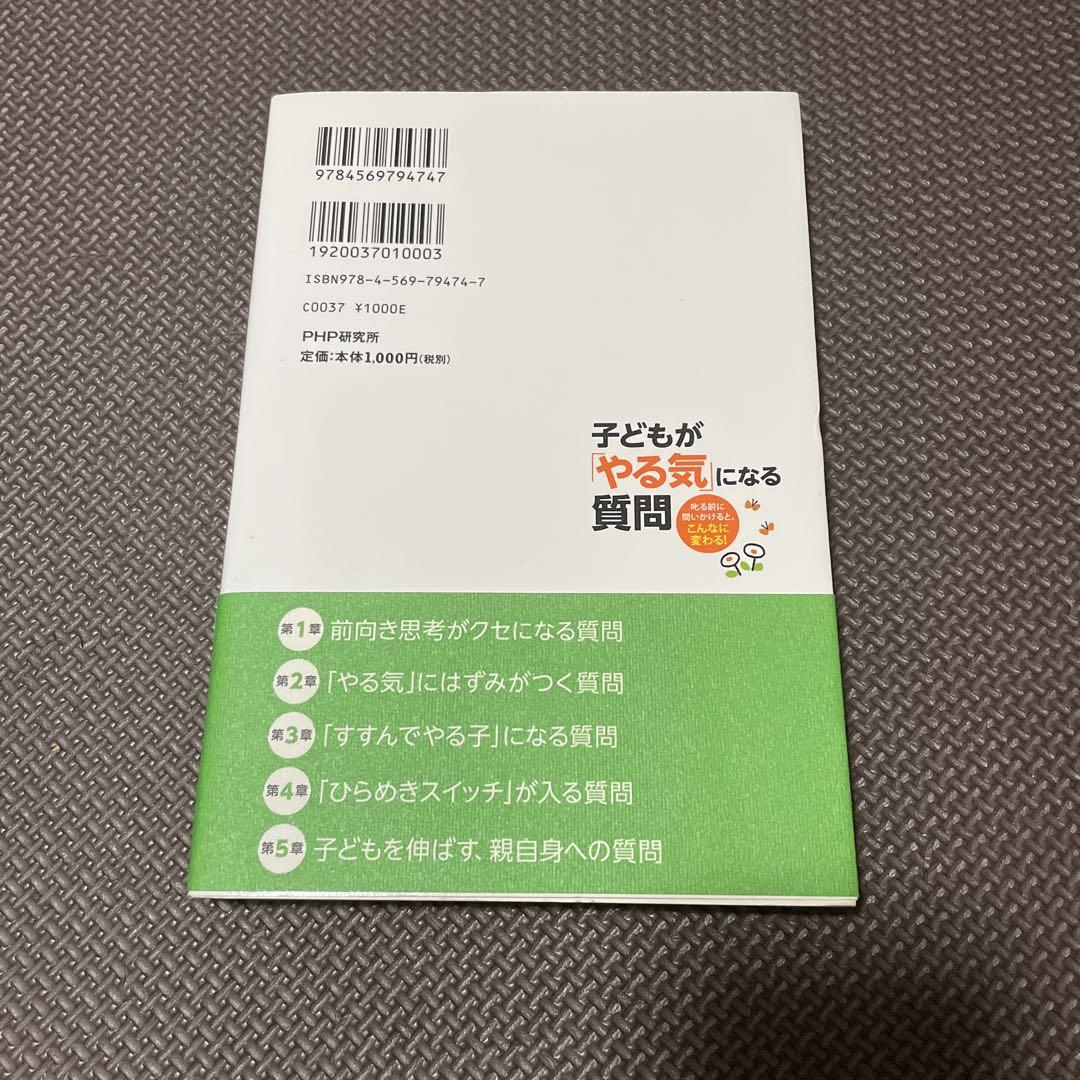 9784569794747
1920037010003
ISBN978-4-569-79474-7
C0037 ¥1000E
PHP研究所
定価:本体1,000円(税別)
子どもが
「やる気」になる
質問
叱る前に
問いかけると、
こんなに
変わる!
第1章 前向き思考がクセになる質問
第2章 「やる気」にはずみがつく質問
第3章 「すすんでやる子」になる質問
第4章 「ひらめきスイッチ」が入る質問
第5章 子どもを伸ばす、親自身への質問